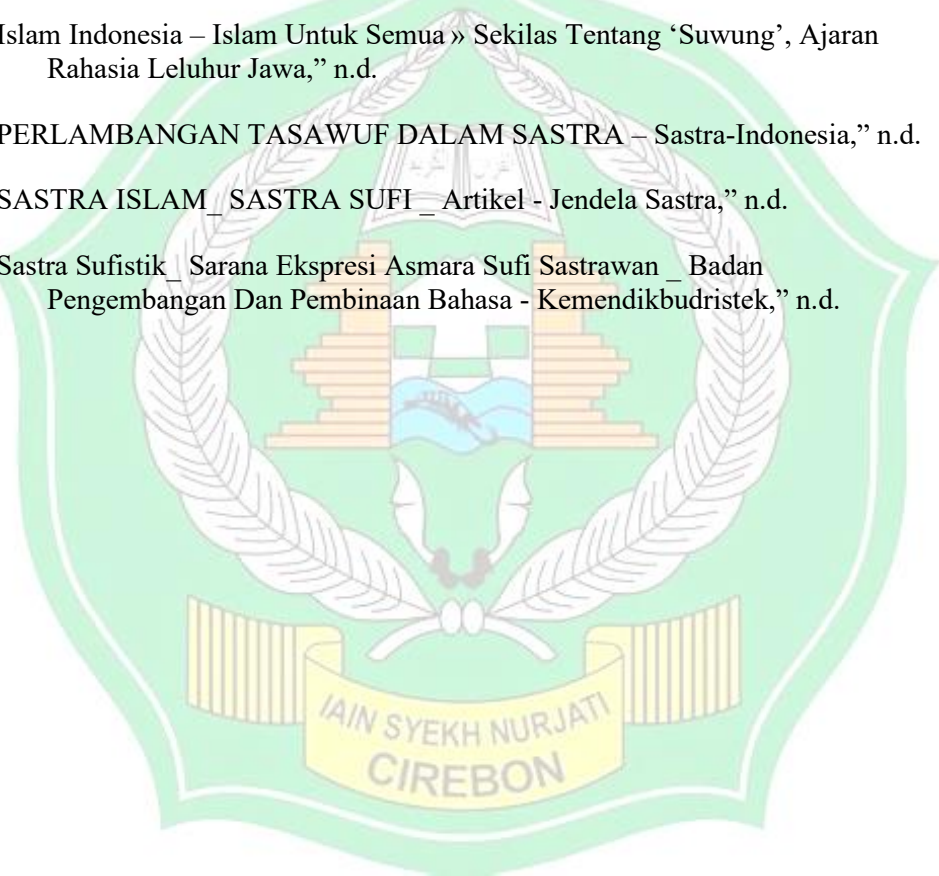 Islam Indonesia – Islam Untuk Semua » Sekilas Tentang ‘Suwung’, Ajaran
Rahasia Leluhur Jawa,” n.d.
PERLAMBANGAN TASAWUF DALAM SASTRA – Sastra-Indonesia,” n.d.
SASTRA ISLAM_ SASTRA SUFI _ Artikel - Jendela Sastra,” n.d.
Sastra Sufistik_ Sarana Ekspresi Asmara Sufi Sastrawan _ Badan
Pengembangan Dan Pembinaan Bahasa - Kemendikbudristek,” n.d.
IAIN SYEKH NURJATI
CIREBON